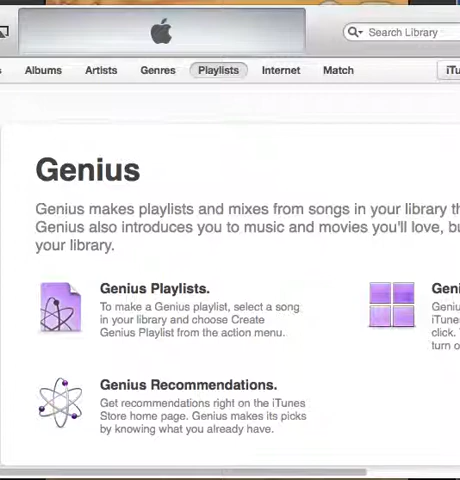 Search Library
Albums Artists Genres Playlists Internet Match
Genius
Genius makes playlists and mixes from songs in your library
Genius also introduces you to music and movies you'll love,
your library.
Genius Playlists.
To make a Genius playlist, select a song
in your library and choose Create
Genius Playlist from the action menu.
click.
turn
Genius Recommendations.
Get recommendations right on the iTunes
Store home page. Genius makes its picks
by knowing what you already have.